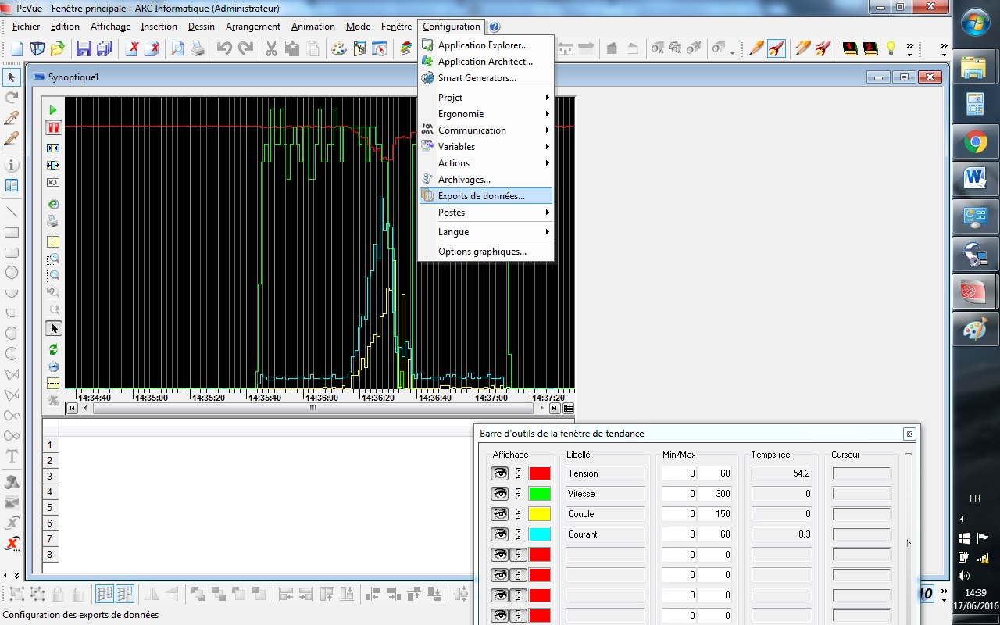 PcVue - Fenêtre principale - ARC Informatique (Administrateur)
Fichier Edition Affichage Insertion Dessin Arrangement Animation Mode Fenêtre Configuration
Application Explorer...
Application Architect...
Smart Generators...
Projet
Ergonomie
Communication
Variables
Actions
Archivages...
Exports de données...
Postes
Langue
Options graphiques...
Synoptique1
14:34:40 14:35:00 14:35:20 14:35:40 14:36:00 14:36:20 14:36:40 14:37:00 14:37:20
1
2
3
4
5
6
7
8
Barre d'outils de la fenêtre de tendance
Affichage Libellé Min/Max Temps réel Curseur
Tension 0 60 54.2
Vitesse 0 300 0
Couple 0 150 0
Courant 0 60 0.3
0 0
0 0
0 0
0 0
Configuration des exports de données
FR
14:39
17/06/2016